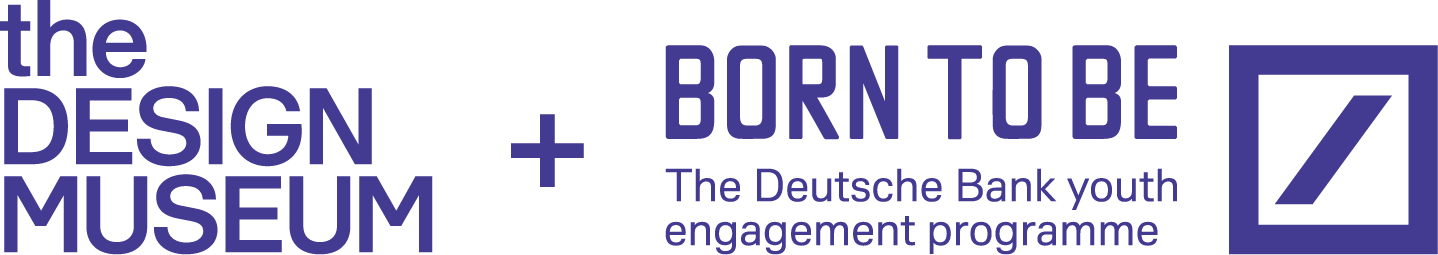 the
DESIGN
MUSEUM
+
BORN TO BE
The Deutsche Bank youth
engagement programme